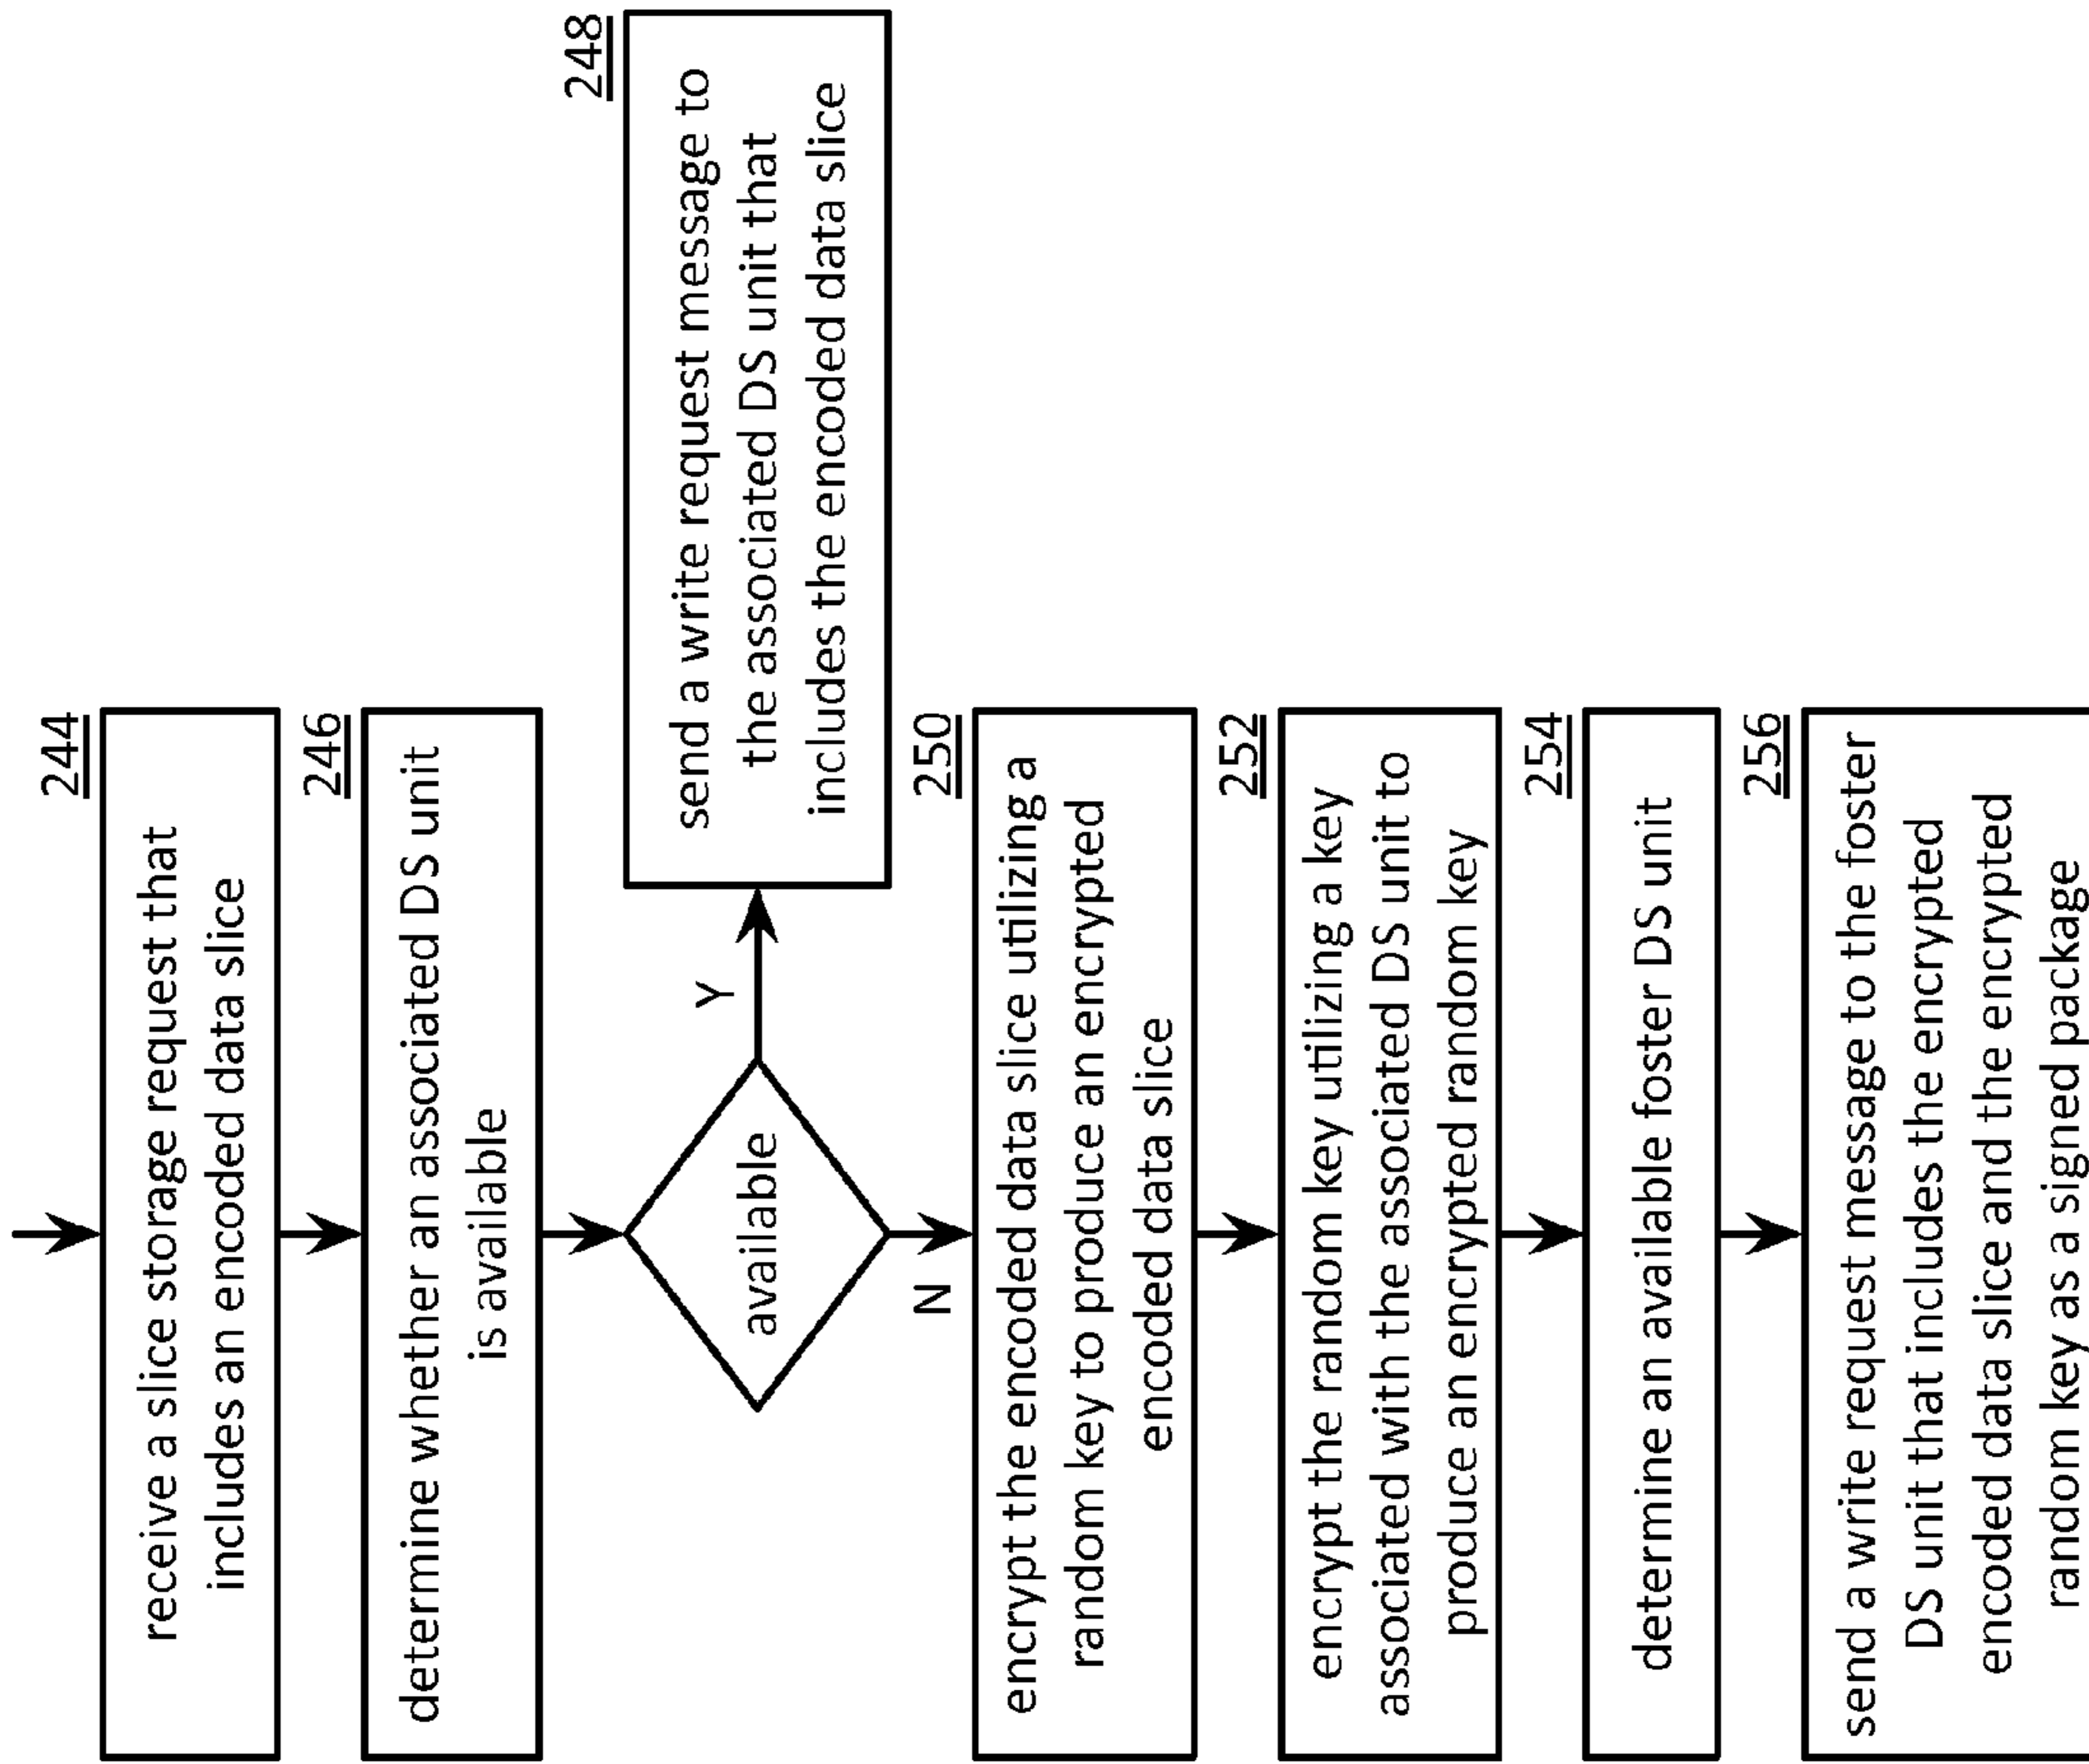 244
receive a slice storage request that
includes an encoded data slice
246
determine whether an associated DS unit
is available
available
Y
248
send a write request message to
the associated DS unit that
includes the encoded data slice
N
250
encrypt the encoded data slice utilizing a
random key to produce an encrypted
encoded data slice
252
encrypt the random key utilizing a key
associated with the associated DS unit to
produce an encrypted random key
254
determine an available foster DS unit
256
send a write request message to the foster
DS unit that includes the encrypted
encoded data slice and the encrypted
random key as a signed package